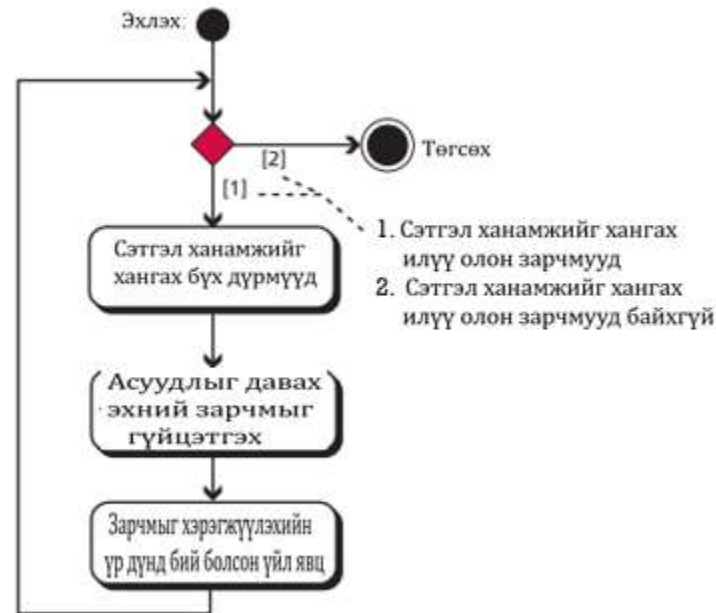 Эхлэх:
[2]
Төгсөх
[1]
1. Сэтгэл ханамжийг хангах
илүү олон зарчмууд
2. Сэтгэл ханамжийг хангах
илүү олон зарчмууд байхгүй
Сэтгэл ханамжийг
хангах бүх дүрмүүд
Асуудлыг давах
эхний зарчмыг
гүйцэтгэх
Зарчмыг хэрэгжүүлэхийн
үр дүнд бий болсон үйл явц